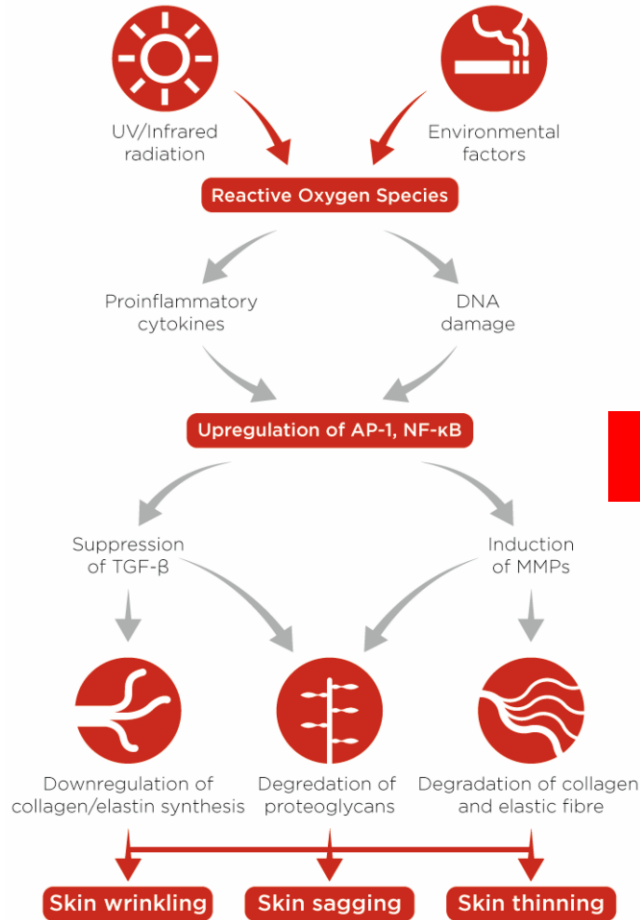 UV/Infrared
radiation
Environmental
factors
Reactive Oxygen Species
Proinflammatory
cytokines
DNA
damage
Upregulation of AP-1, NF-κB
Suppression
of TGF-β
Induction
of MMPs
Downregulation of
collagen/elastin synthesis
Degredation of
proteoglycans
Degradation of collagen
and elastic fibre
Skin wrinkling
Skin sagging
Skin thinning